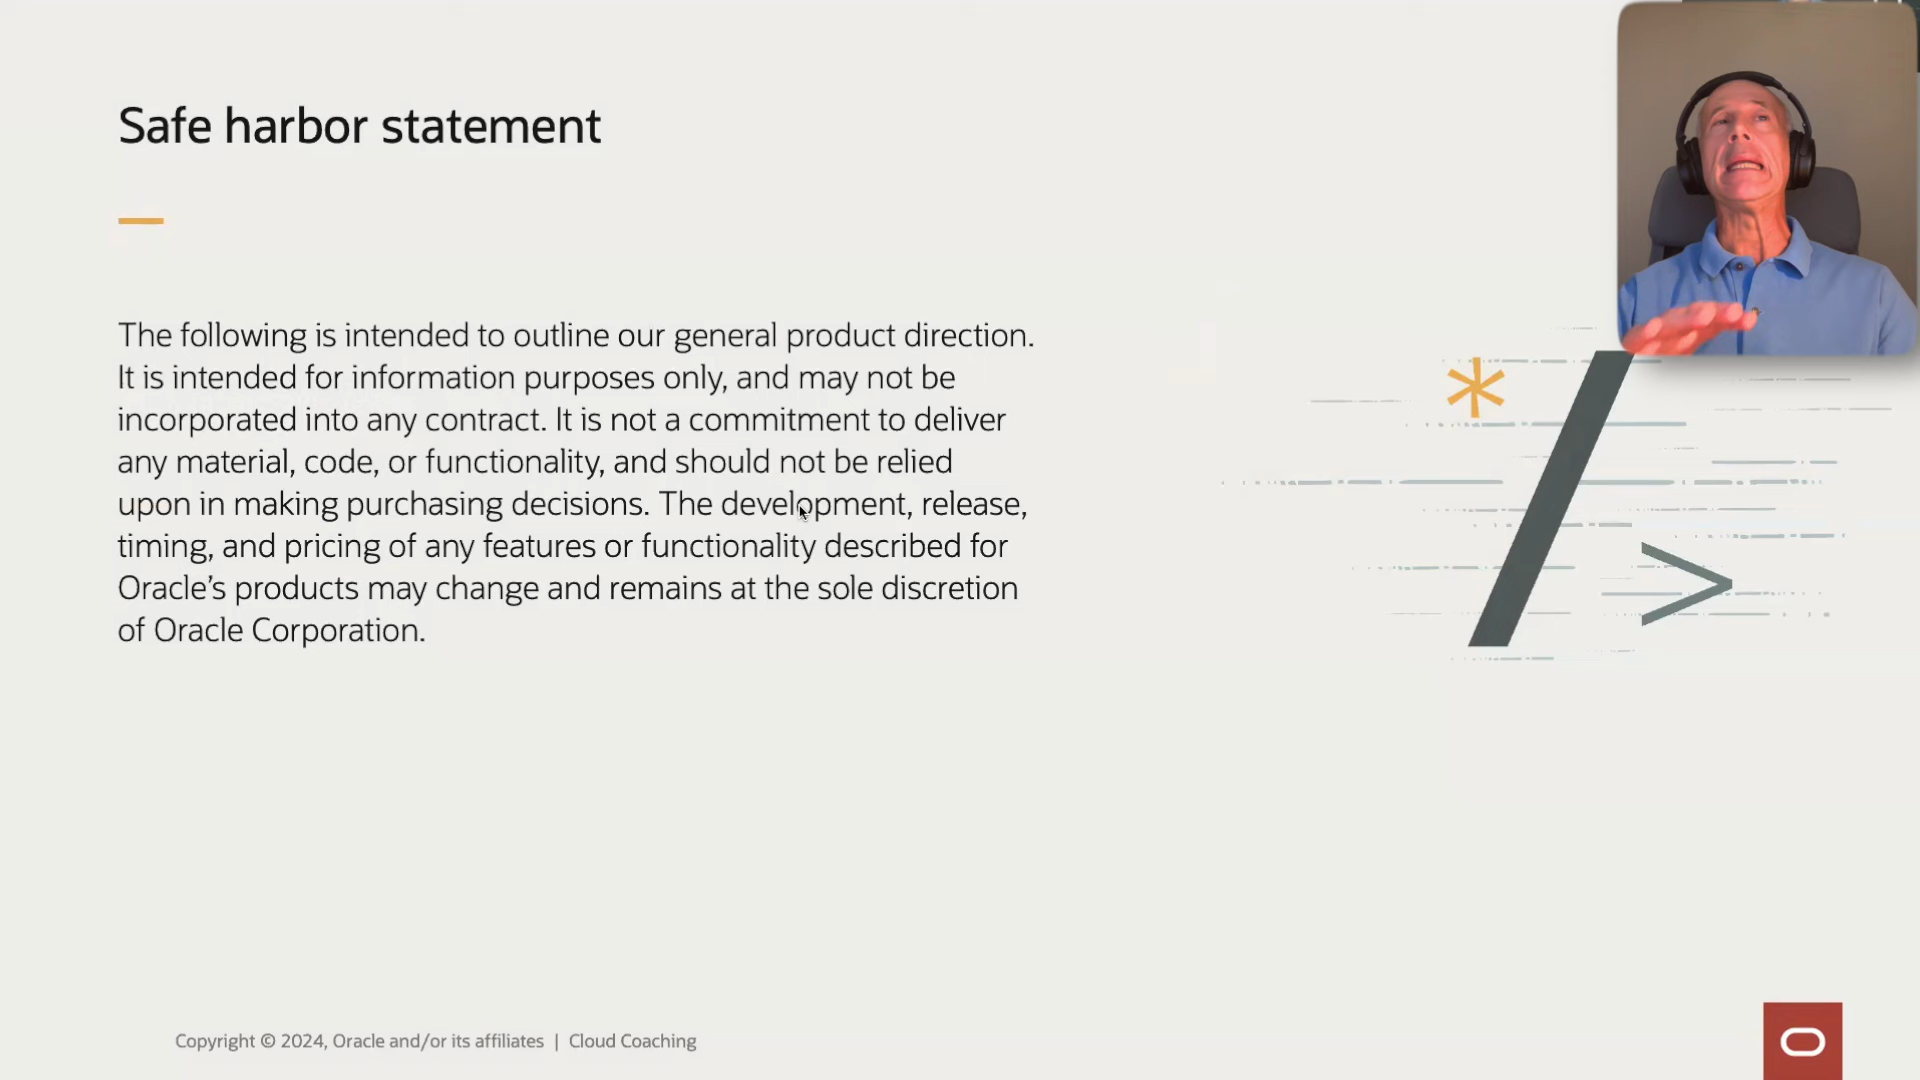 Safe harbor statement
The following is intended to outline our general product direction.
It is intended for information purposes only, and may not be
incorporated into any contract. It is not a commitment to deliver
any material, code, or functionality, and should not be relied
upon in making purchasing decisions. The development, release,
timing, and pricing of any features or functionality described for
Oracle’s products may change and remains at the sole discretion
of Oracle Corporation.
Copyright © 2024, Oracle and/or its affiliates | Cloud Coaching